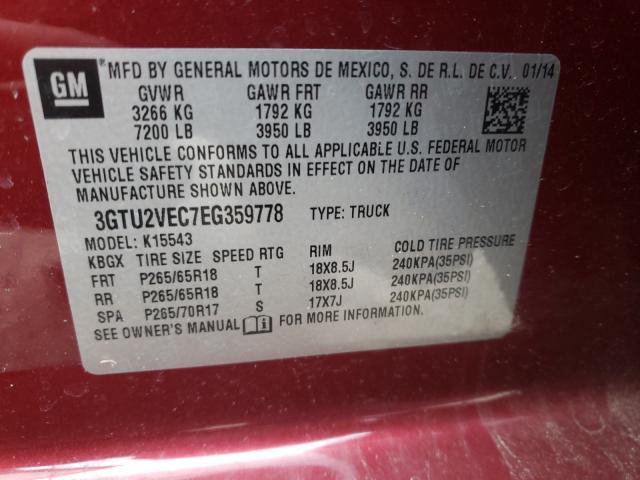 GM ® MFD BY GENERAL MOTORS DE MEXICO, S. DE R.L. DE C.V. 01/14
GVWR GAWR FRT GAWR RR
3266 KG 1792 KG 1792 KG
7200 LB 3950 LB 3950 LB
THIS VEHICLE CONFORMS TO ALL APPLICABLE U.S. FEDERAL MOTOR
VEHICLE SAFETY STANDARDS IN EFFECT ON THE DATE OF
MANUFACTURE SHOWN ABOVE.
3GTU2VEC7EG359778 TYPE: TRUCK
MODEL: K15543
KBGX TIRE SIZE SPEED RTG RIM COLD TIRE PRESSURE
FRT P265/65R18 T 18X8.5J 240KPA(35PSI)
RR P265/65R18 T 18X8.5J 240KPA(35PSI)
SPA P265/70R17 S 17X7J 240KPA(35PSI)
SEE OWNER'S MANUAL FOR MORE INFORMATION.